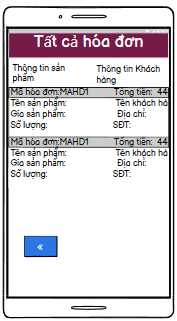 Tất cả hóa đơn
Thông tin sản phẩm
Thông tin Khách hàng
Mã hóa đơn:MAHD1 Tổng tiền: 44
Tên sản phẩm: Tên khách hà
Gía sản phẩm: Địa chỉ:
Số lượng: SĐT:
Mã hóa đơn:MAHD1 Tổng tiền: 44
Tên sản phẩm: Tên khách hà
Gía sản phẩm: Địa chỉ:
Số lượng: SĐT:
«